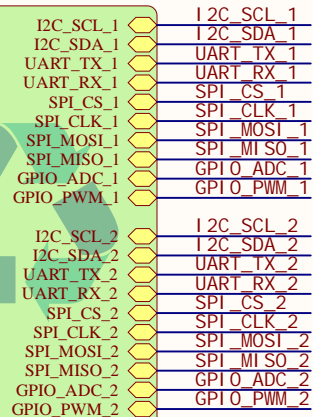 I2C_SCL_1 I2C_SCL_1
I2C_SDA_1 I2C_SDA_1
UART_TX_1 UART_TX_1
UART_RX_1 UART_RX_1
SPI_CS_1 SPI_CS_1
SPI_CLK_1 SPI_CLK_1
SPI_MOSI_1 SPI_MOSI_1
SPI_MISO_1 SPI_MISO_1
GPIO_ADC_1 GPIO_ADC_1
GPIO_PWM_1 GPIO_PWM_1
I2C_SCL_2 I2C_SCL_2
I2C_SDA_2 I2C_SDA_2
UART_TX_2 UART_TX_2
UART_RX_2 UART_RX_2
SPI_CS_2 SPI_CS_2
SPI_CLK_2 SPI_CLK_2
SPI_MOSI_2 SPI_MOSI_2
SPI_MISO_2 SPI_MISO_2
GPIO_ADC_2 GPIO_ADC_2
GPIO_PWM_2 GPIO_PWM_2